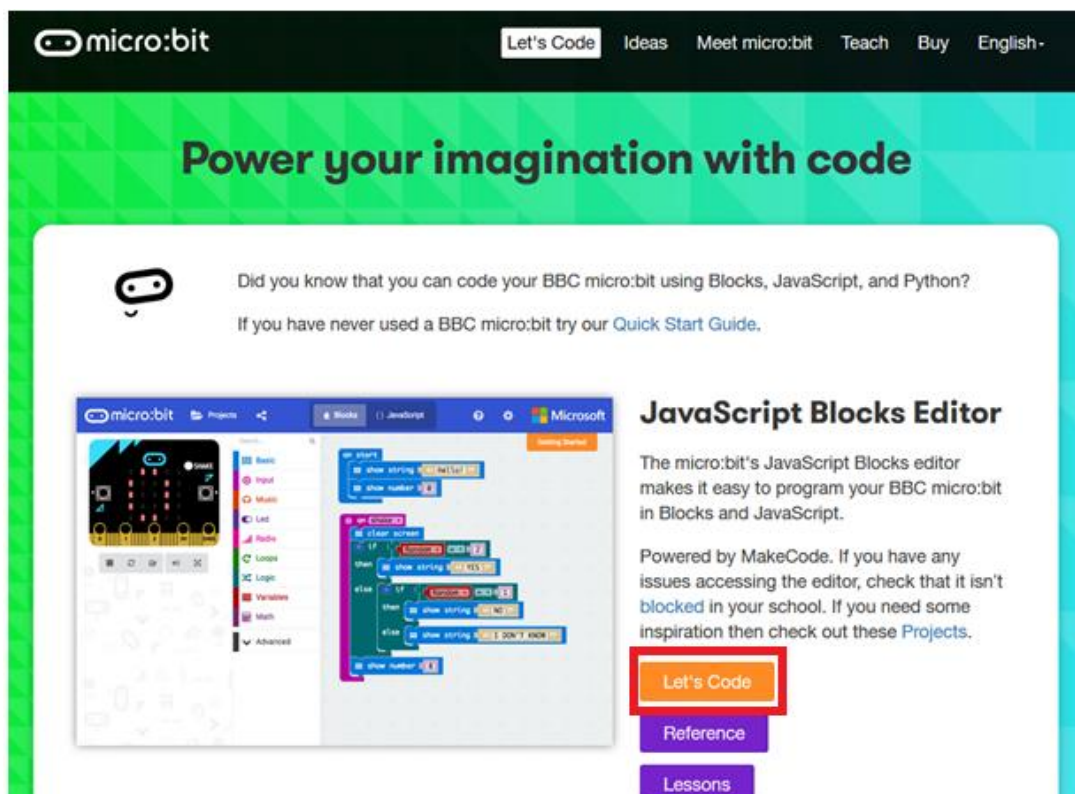 micro:bit
Let's Code Ideas Meet micro:bit Teach Buy English
Power your imagination with code
Did you know that you can code your BBC micro:bit using Blocks, JavaScript, and Python?
If you have never used a BBC micro:bit try our Quick Start Guide.
micro:bit Projects Blocks {} JavaScript Microsoft
Search...
Getting Started
SHAKE
Basic
Input
Music
Led
Radio
Loops
Logic
Variables
Math
Advanced
on start
show string "Hello!"
show number
on shake
clear screen
if
then show string "YES"
else if
then show string "NO"
else show string "I DON'T KNOW"
show number
JavaScript Blocks Editor
The micro:bit's JavaScript Blocks editor
makes it easy to program your BBC micro:bit
in Blocks and JavaScript.
Powered by MakeCode. If you have any
issues accessing the editor, check that it isn't
blocked in your school. If you need some
inspiration then check out these Projects.
Let's Code
Reference
Lessons